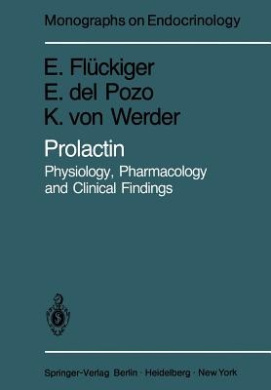 Monographs on Endocrinology
E. Flückiger
E. del Pozo
K. von Werder
Prolactin
Physiology, Pharmacology
and Clinical Findings
Springer-Verlag Berlin · Heidelberg · New York